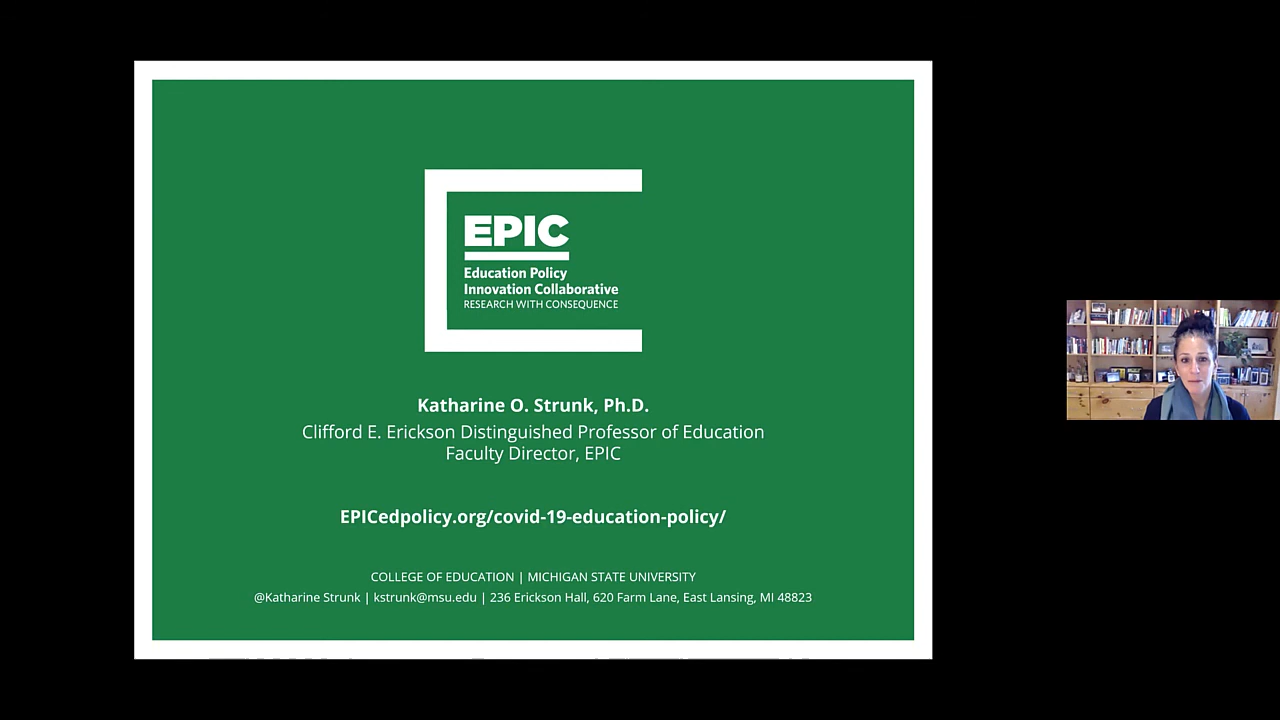 EPIC
Education Policy
Innovation Collaborative
RESEARCH WITH CONSEQUENCE
Katharine O. Strunk, Ph.D.
Clifford E. Erickson Distinguished Professor of Education
Faculty Director, EPIC
EPICedpolicy.org/covid-19-education-policy/
COLLEGE OF EDUCATION | MICHIGAN STATE UNIVERSITY
@Katharine Strunk | kstrunk@msu.edu | 236 Erickson Hall, 620 Farm Lane, East Lansing, MI 48823